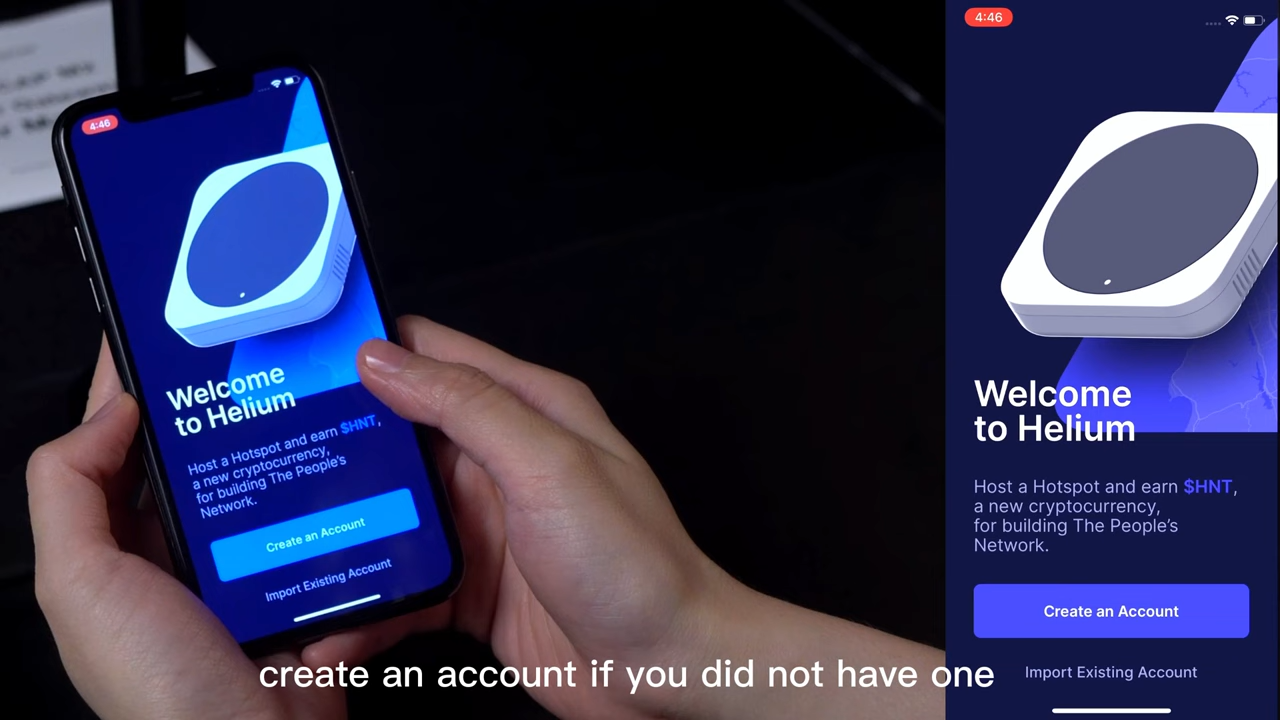 4:46
Welcome
to Helium
Host a Hotspot and earn $HNT,
a new cryptocurrency,
for building The People's
Network.
Create an Account
Import Existing Account
4:46
Welcome
to Helium
Host a Hotspot and earn $HNT,
a new cryptocurrency,
for building The People's
Network.
Create an Account
Import Existing Account
create an account if you did not have one